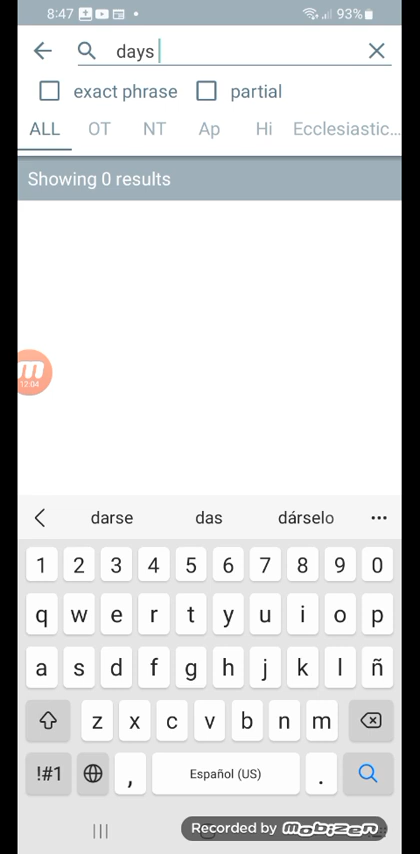 8:47 93%
days
exact phrase partial
ALL OT NT Ap Hi Ecclesiastic...
Showing 0 results
m
12:04
darse das dárselo ...
1 2 3 4 5 6 7 8 9 0
q w e r t y u i o p
a s d f g h j k l ñ
z x c v b n m
!#1 , Español (US) .
Recorded by mobizen